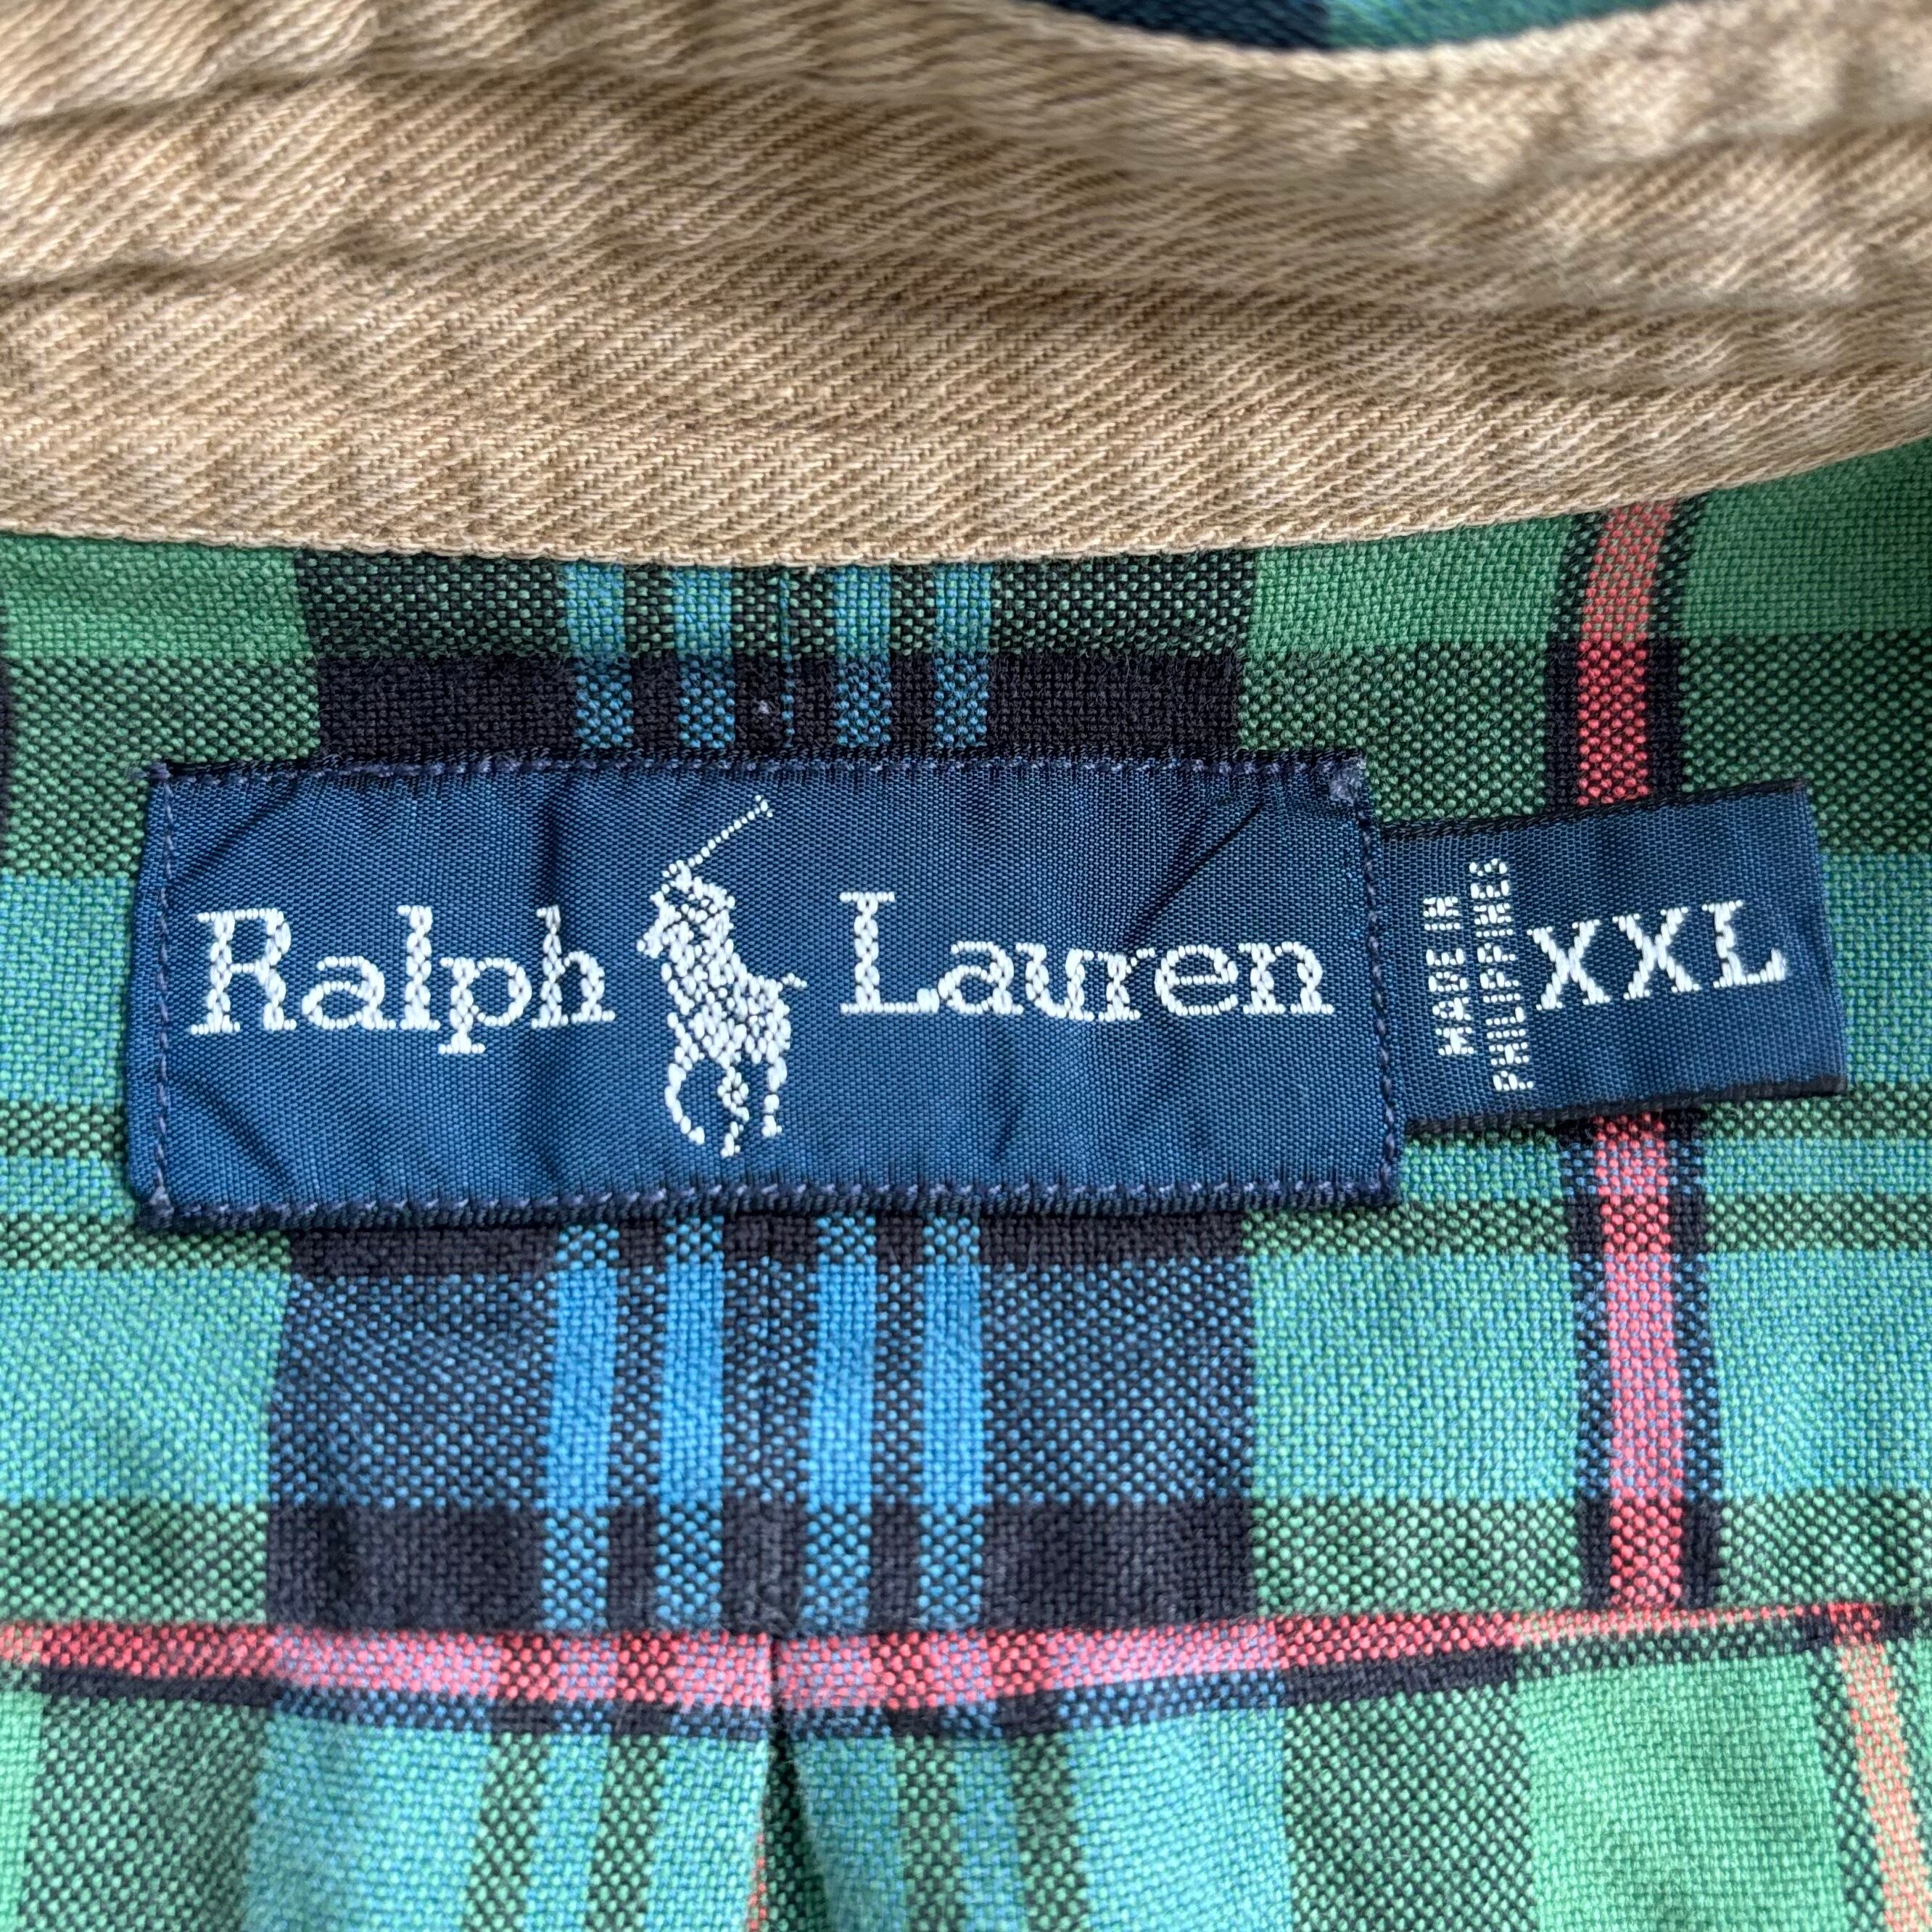 Ralph Lauren
MADE IN
PHILIPPINES
XXL